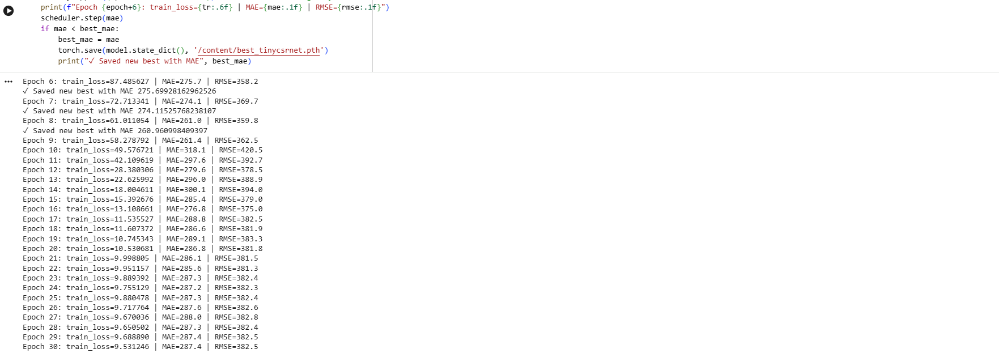 print(f"Epoch {epoch+6}: train_loss={tr:.6f} | MAE={mae:.1f} | RMSE={rmse:.1f}")
scheduler.step(mae)
if mae < best_mae:
best_mae = mae
torch.save(model.state_dict(), '/content/best_tinycsrnet.pth')
print("✓ Saved new best with MAE", best_mae)
Epoch 6: train_loss=87.485627 | MAE=275.7 | RMSE=358.2
✓ Saved new best with MAE 275.69928162962526
Epoch 7: train_loss=72.713341 | MAE=274.1 | RMSE=369.7
✓ Saved new best with MAE 274.11525768238107
Epoch 8: train_loss=61.011054 | MAE=261.0 | RMSE=359.8
✓ Saved new best with MAE 260.960998409397
Epoch 9: train_loss=58.278792 | MAE=261.4 | RMSE=362.5
Epoch 10: train_loss=49.576721 | MAE=318.1 | RMSE=420.5
Epoch 11: train_loss=42.109619 | MAE=297.6 | RMSE=392.7
Epoch 12: train_loss=28.380306 | MAE=279.6 | RMSE=378.5
Epoch 13: train_loss=22.625992 | MAE=296.0 | RMSE=388.9
Epoch 14: train_loss=18.004611 | MAE=300.1 | RMSE=394.0
Epoch 15: train_loss=15.392676 | MAE=285.4 | RMSE=379.0
Epoch 16: train_loss=13.108661 | MAE=276.8 | RMSE=375.0
Epoch 17: train_loss=11.535527 | MAE=288.8 | RMSE=382.5
Epoch 18: train_loss=11.607372 | MAE=286.6 | RMSE=381.9
Epoch 19: train_loss=10.745343 | MAE=289.1 | RMSE=383.3
Epoch 20: train_loss=10.530681 | MAE=286.8 | RMSE=381.8
Epoch 21: train_loss=9.998805 | MAE=286.1 | RMSE=381.5
Epoch 22: train_loss=9.951157 | MAE=285.6 | RMSE=381.3
Epoch 23: train_loss=9.889392 | MAE=287.3 | RMSE=382.4
Epoch 24: train_loss=9.755129 | MAE=287.2 | RMSE=382.3
Epoch 25: train_loss=9.880478 | MAE=287.3 | RMSE=382.4
Epoch 26: train_loss=9.717764 | MAE=287.6 | RMSE=382.6
Epoch 27: train_loss=9.670036 | MAE=288.0 | RMSE=382.8
Epoch 28: train_loss=9.650502 | MAE=287.3 | RMSE=382.4
Epoch 29: train_loss=9.688890 | MAE=287.4 | RMSE=382.5
Epoch 30: train_loss=9.531246 | MAE=287.4 | RMSE=382.5